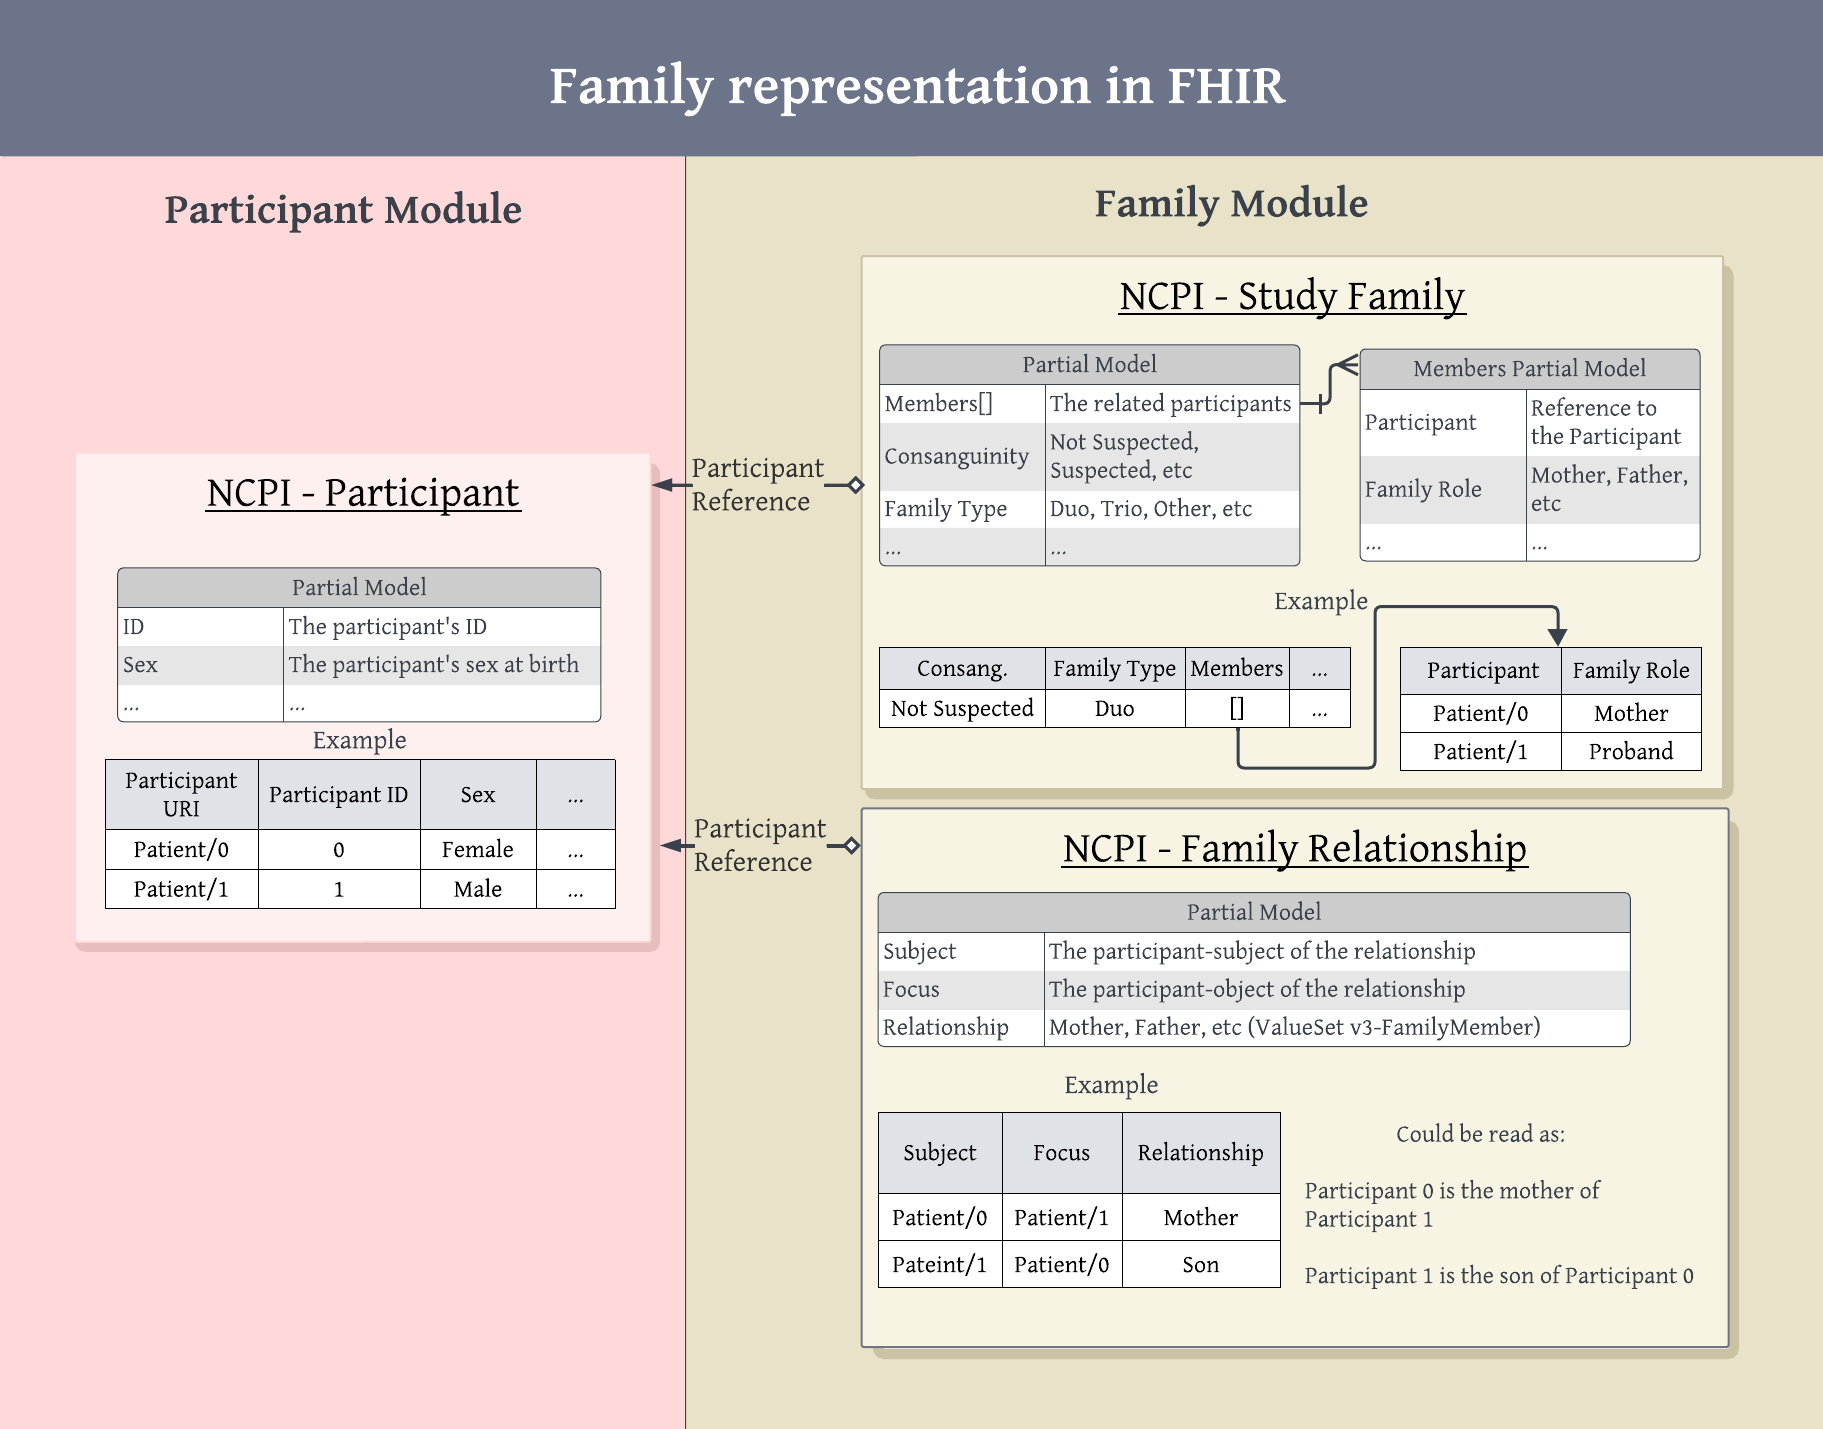 Family representation in FHIR
Participant Module
NCPI - Participant
Partial Model
ID The participant's ID
Sex The participant's sex at birth
... ...
Example
Participant
URI
Participant ID Sex ...
Patient/0 0 Female ...
Patient/1 1 Male ...
Participant
Reference
Participant
Reference
Family Module
NCPI - Study Family
Partial Model
Members[] The related participants
Consanguinity
Not Suspected,
Suspected, etc
Family Type Duo, Trio, Other, etc
... ...
Members Partial Model
Participant
Reference to
the Participant
Family Role
Mother, Father,
etc
... ...
Example
Consang. Family Type Members ...
Not Suspected Duo [] ...
Participant Family Role
Patient/0 Mother
Patient/1 Proband
NCPI - Family Relationship
Partial Model
Subject The participant-subject of the relationship
Focus The participant-object of the relationship
Relationship Mother, Father, etc (ValueSet v3-FamilyMember)
Example
Subject Focus Relationship
Patient/0 Patient/1 Mother
Pateint/1 Patient/0 Son
Could be read as:
Participant 0 is the mother of
Participant 1
Participant 1 is the son of Participant 0